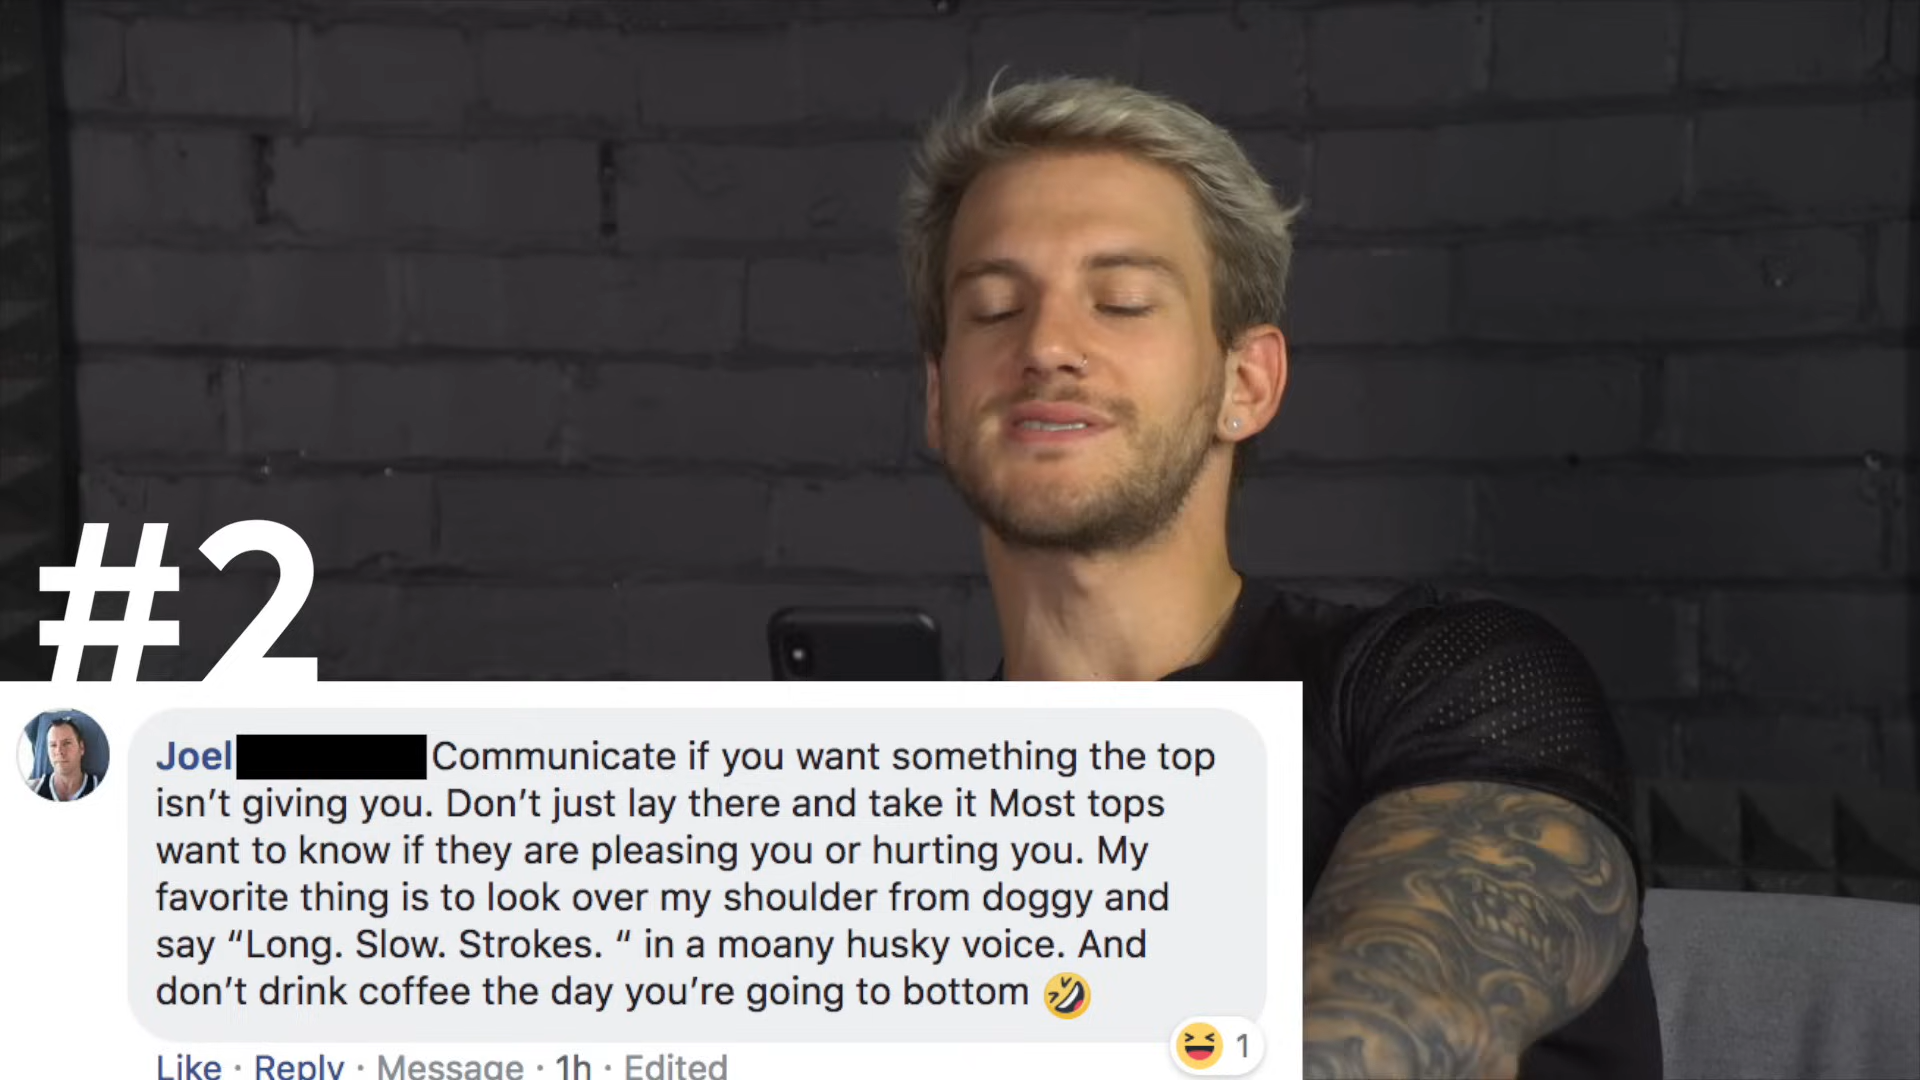 #2
Joel Communicate if you want something the top
isn't giving you. Don't just lay there and take it Most tops
want to know if they are pleasing you or hurting you. My
favorite thing is to look over my shoulder from doggy and
say “Long. Slow. Strokes. “ in a moany husky voice. And
don't drink coffee the day you're going to bottom 🤣
1
Like · Reply · Message · 1h · Edited